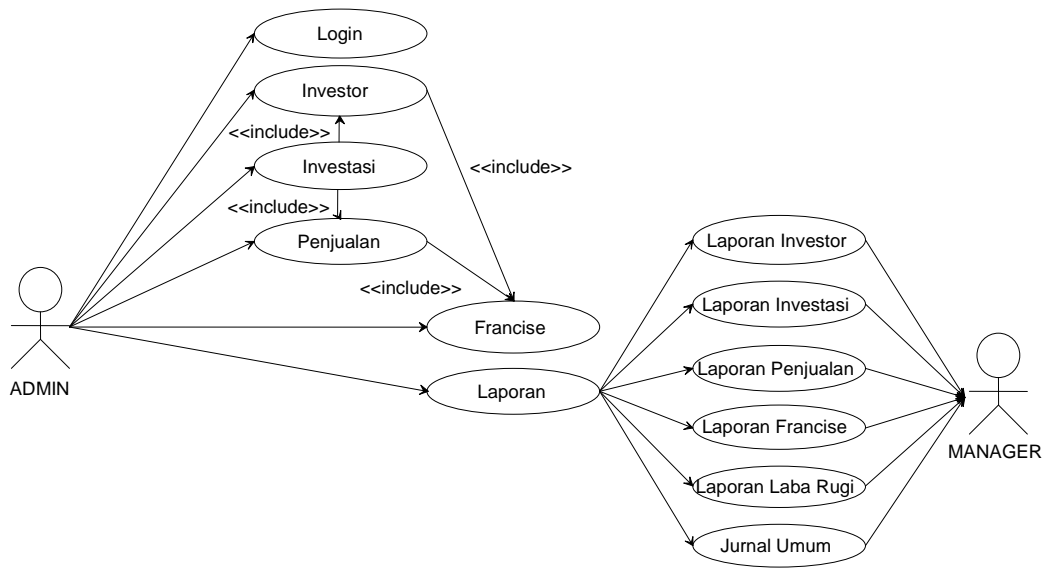 Login
Investor
<<include>>
Investasi
<<include>>
<<include>>
Penjualan
Laporan Investor
<<include>>
Laporan Investasi
Francise
Laporan Penjualan
ADMIN
Laporan
Laporan Francise
MANAGER
Laporan Laba Rugi
Jurnal Umum